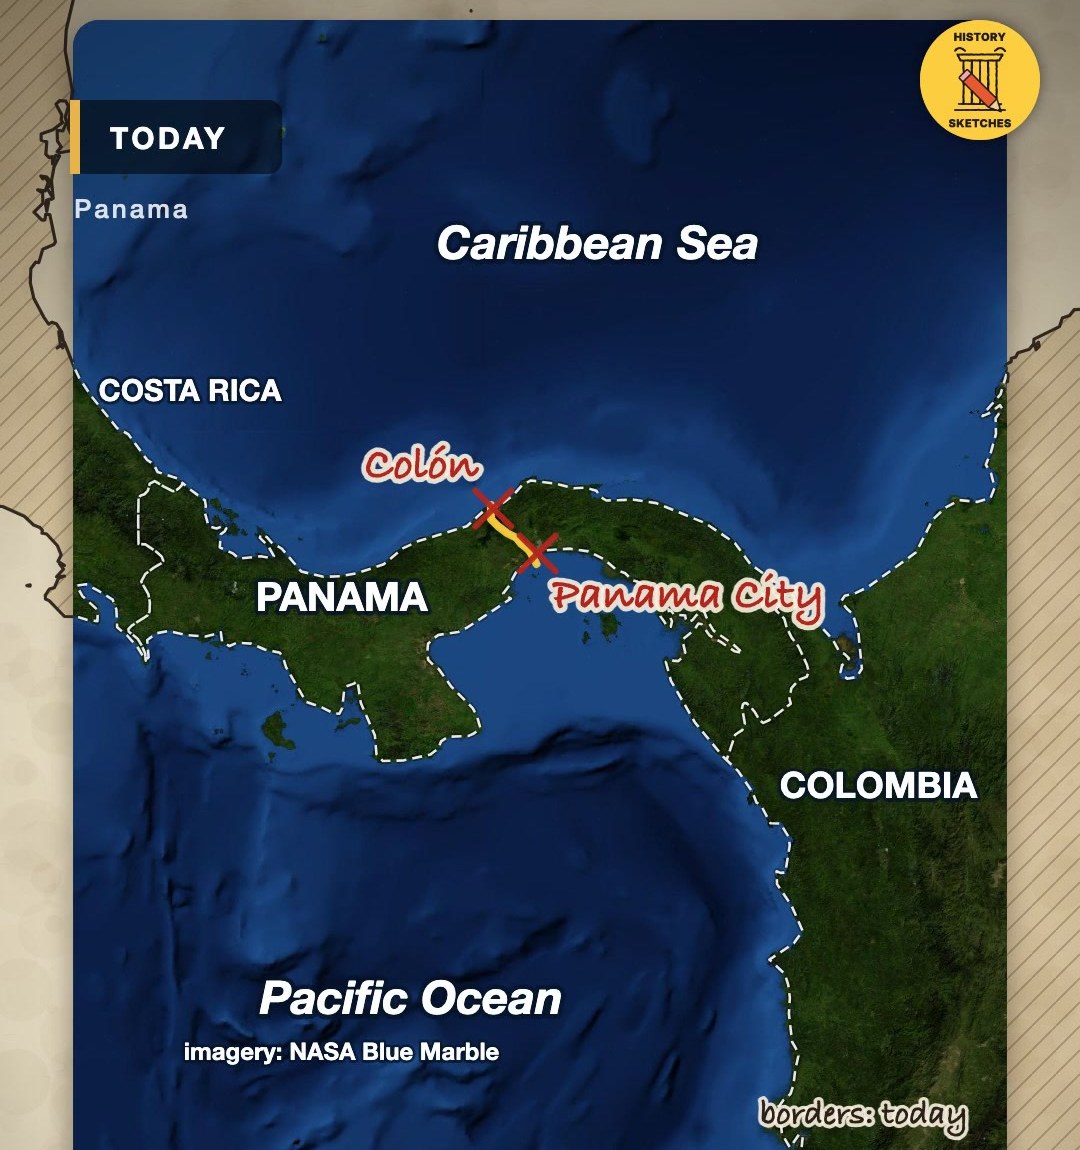 HISTORY
SKETCHES
TODAY
Panama
Caribbean Sea
COSTA RICA
Colón
PANAMA
Panama City
COLOMBIA
Pacific Ocean
imagery: NASA Blue Marble
borders: today